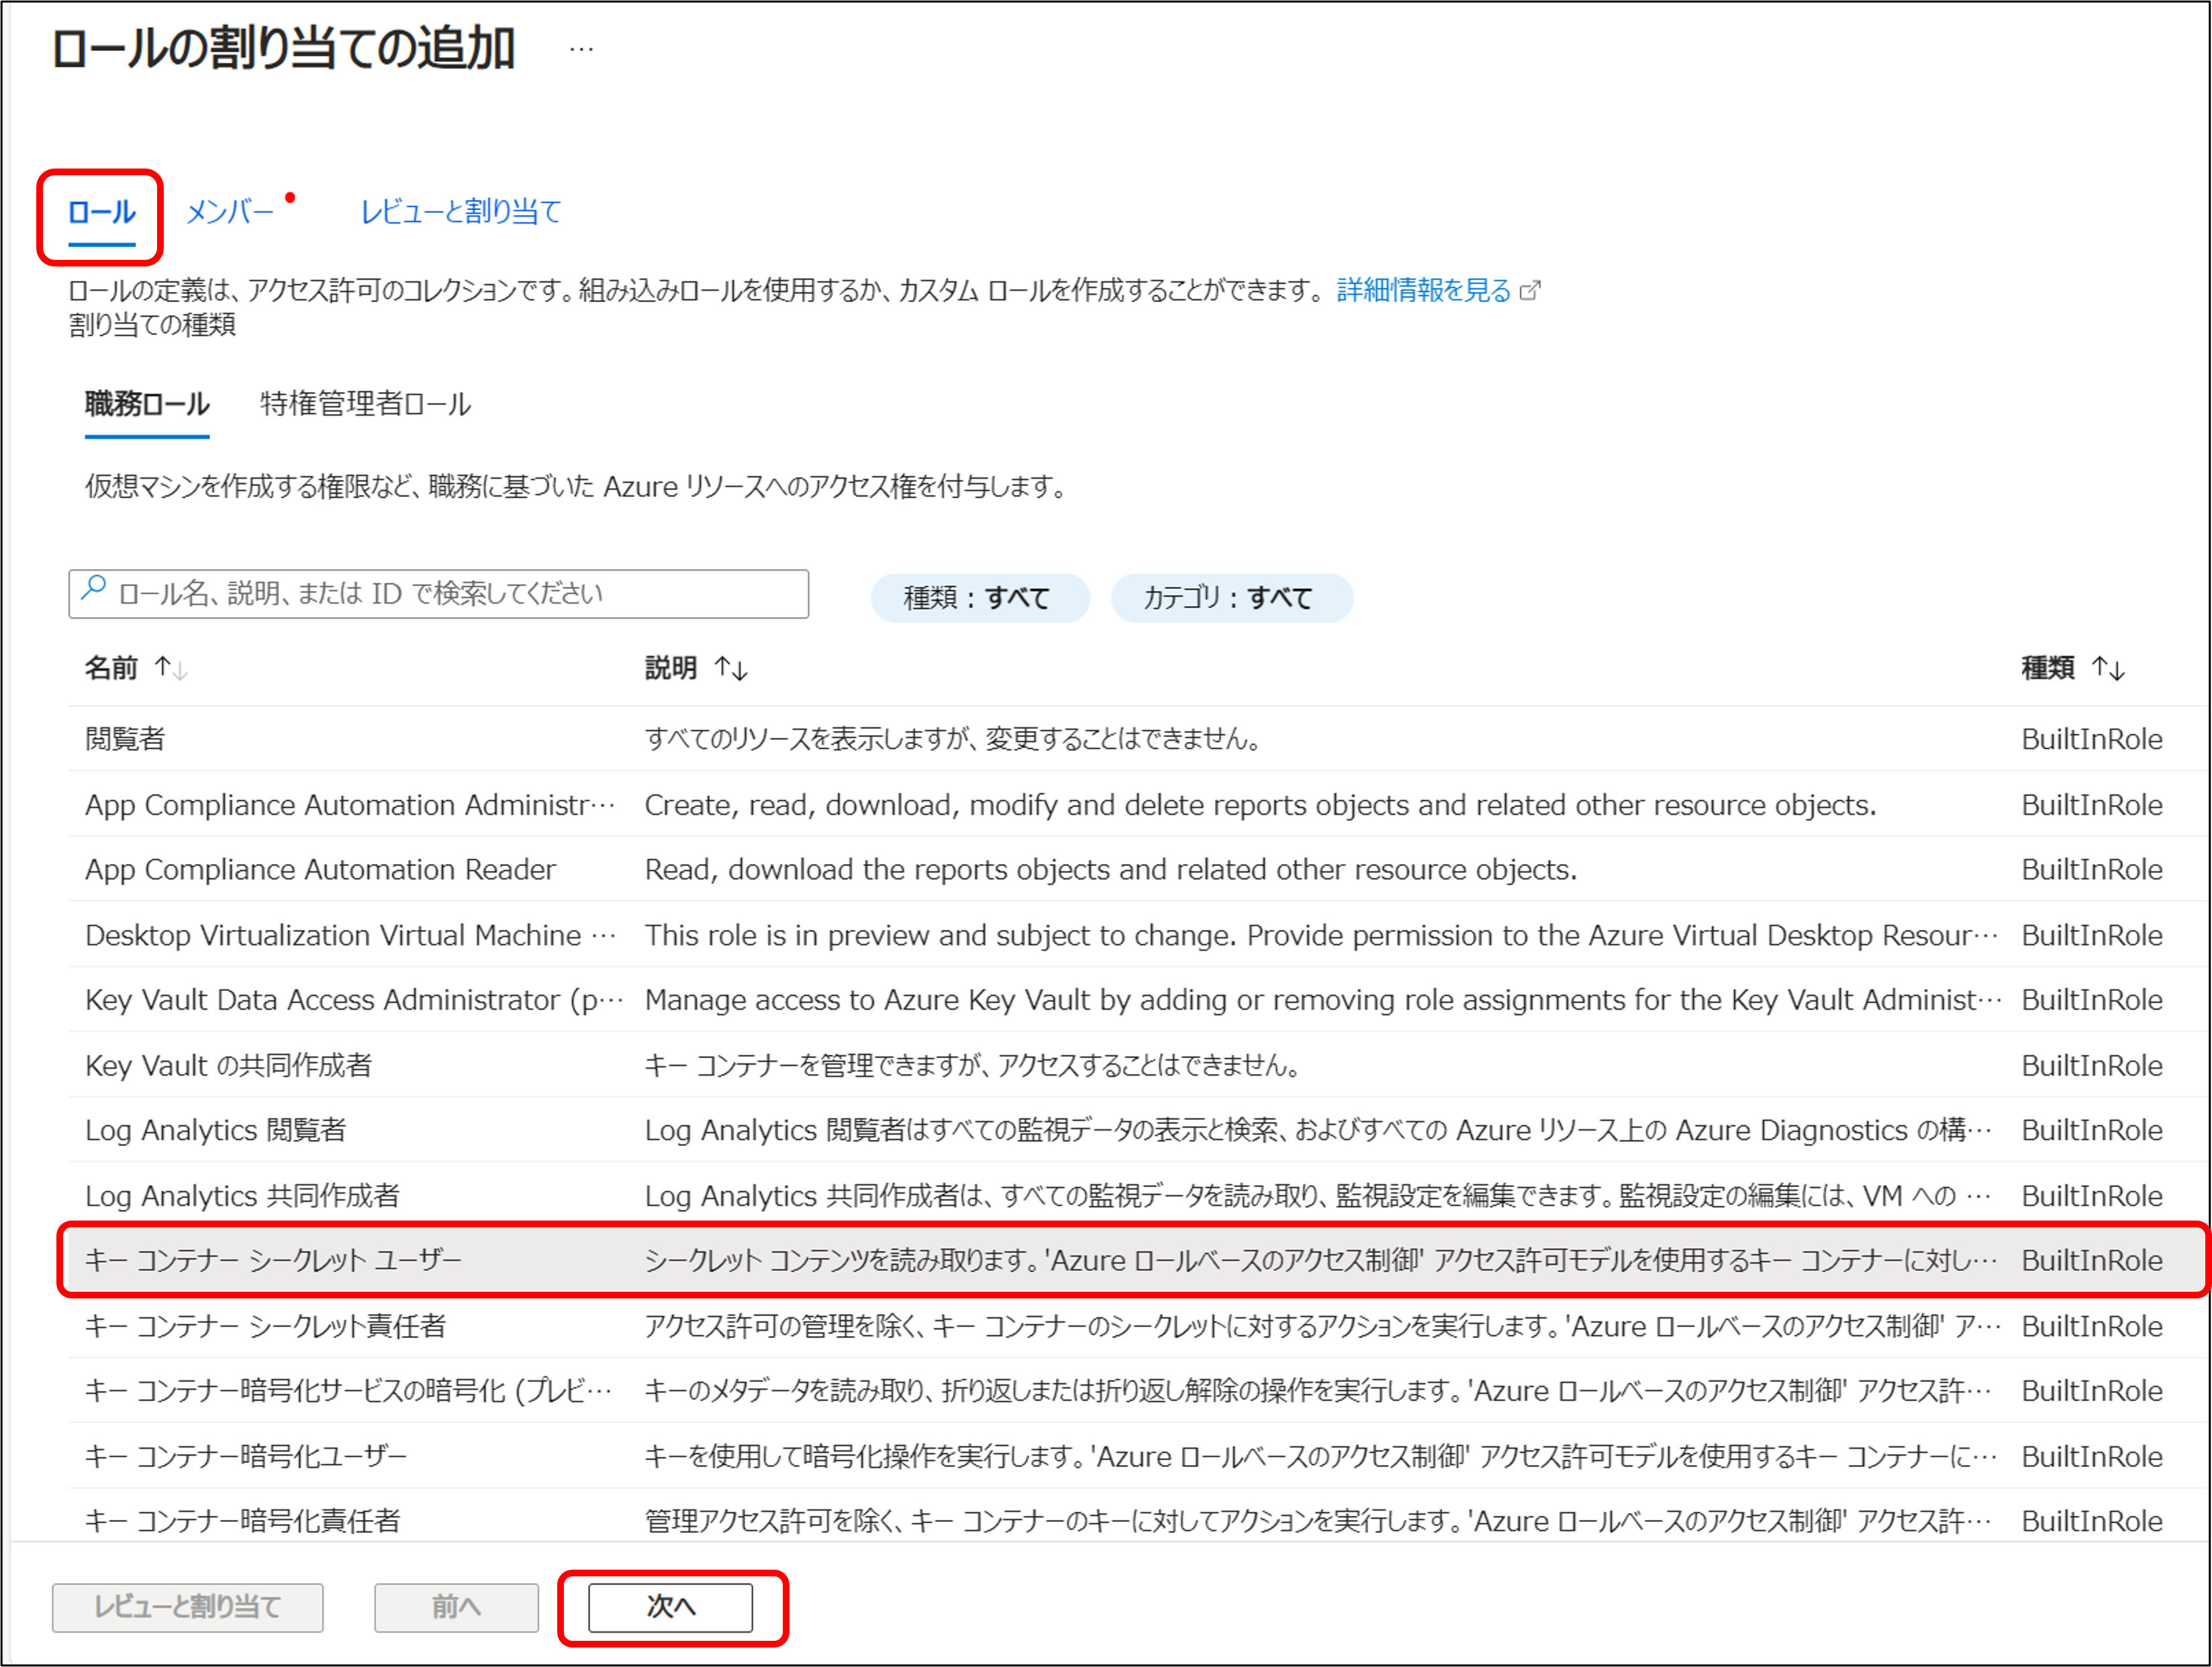 ロールの割り当ての追加 …
ロール メンバー レビューと割り当て
ロールの定義は、アクセス許可のコレクションです。組み込みロールを使用するか、カスタム ロールを作成することができます。 詳細情報を見る
割り当ての種類
職務ロール 特権管理者ロール
仮想マシンを作成する権限など、職務に基づいた Azure リソースへのアクセス権を付与します。
ロール名、説明、または ID で検索してください 種類 : すべて カテゴリ : すべて
名前 ↑↓ 説明 ↑↓ 種類 ↑↓
閲覧者 すべてのリソースを表示しますが、変更することはできません。 BuiltInRole
App Compliance Automation Administr… Create, read, download, modify and delete reports objects and related other resource objects. BuiltInRole
App Compliance Automation Reader Read, download the reports objects and related other resource objects. BuiltInRole
Desktop Virtualization Virtual Machine … This role is in preview and subject to change. Provide permission to the Azure Virtual Desktop Resour… BuiltInRole
Key Vault Data Access Administrator (p… Manage access to Azure Key Vault by adding or removing role assignments for the Key Vault Administ… BuiltInRole
Key Vault の共同作成者 キー コンテナーを管理できますが、アクセスすることはできません。 BuiltInRole
Log Analytics 閲覧者 Log Analytics 閲覧者はすべての監視データの表示と検索、およびすべての Azure リソース上の Azure Diagnostics の構… BuiltInRole
Log Analytics 共同作成者 Log Analytics 共同作成者は、すべての監視データを読み取り、監視設定を編集できます。監視設定の編集には、VM への … BuiltInRole
キー コンテナー シークレット ユーザー シークレット コンテンツを読み取ります。'Azure ロールベースのアクセス制御' アクセス許可モデルを使用するキー コンテナーに対し… BuiltInRole
キー コンテナー シークレット責任者 アクセス許可の管理を除く、キー コンテナーのシークレットに対するアクションを実行します。'Azure ロールベースのアクセス制御' ア… BuiltInRole
キー コンテナー暗号化サービスの暗号化 (プレビ… キーのメタデータを読み取り、折り返しまたは折り返し解除の操作を実行します。'Azure ロールベースのアクセス制御' アクセス許… BuiltInRole
キー コンテナー暗号化ユーザー キーを使用して暗号化操作を実行します。'Azure ロールベースのアクセス制御' アクセス許可モデルを使用するキー コンテナーに… BuiltInRole
キー コンテナー暗号化責任者 管理アクセス許可を除く、キー コンテナーのキーに対してアクションを実行します。'Azure ロールベースのアクセス制御' アクセス許… BuiltInRole
レビューと割り当て 前へ 次へ